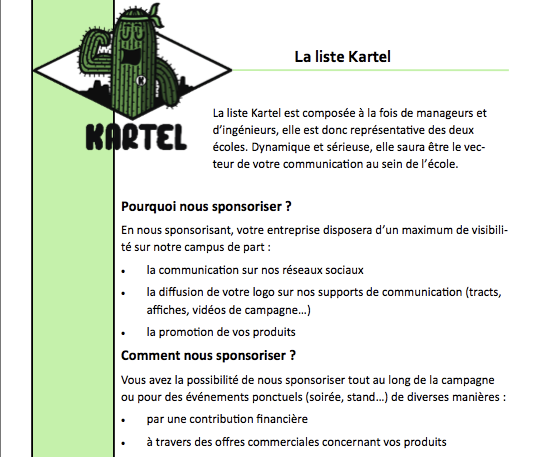 La liste Kartel
K
KARTEL
La liste Kartel est composée à la fois de manageurs et
d’ingénieurs, elle est donc représentative des deux
écoles. Dynamique et sérieuse, elle saura être le vec-
teur de votre communication au sein de l’école.
Pourquoi nous sponsoriser ?
En nous sponsorisant, votre entreprise disposera d’un maximum de visibili-
té sur notre campus de part :
• la communication sur nos réseaux sociaux
• la diffusion de votre logo sur nos supports de communication (tracts,
affiches, vidéos de campagne…)
• la promotion de vos produits
Comment nous sponsoriser ?
Vous avez la possibilité de nous sponsoriser tout au long de la campagne
ou pour des événements ponctuels (soirée, stand…) de diverses manières :
• par une contribution financière
• à travers des offres commerciales concernant vos produits